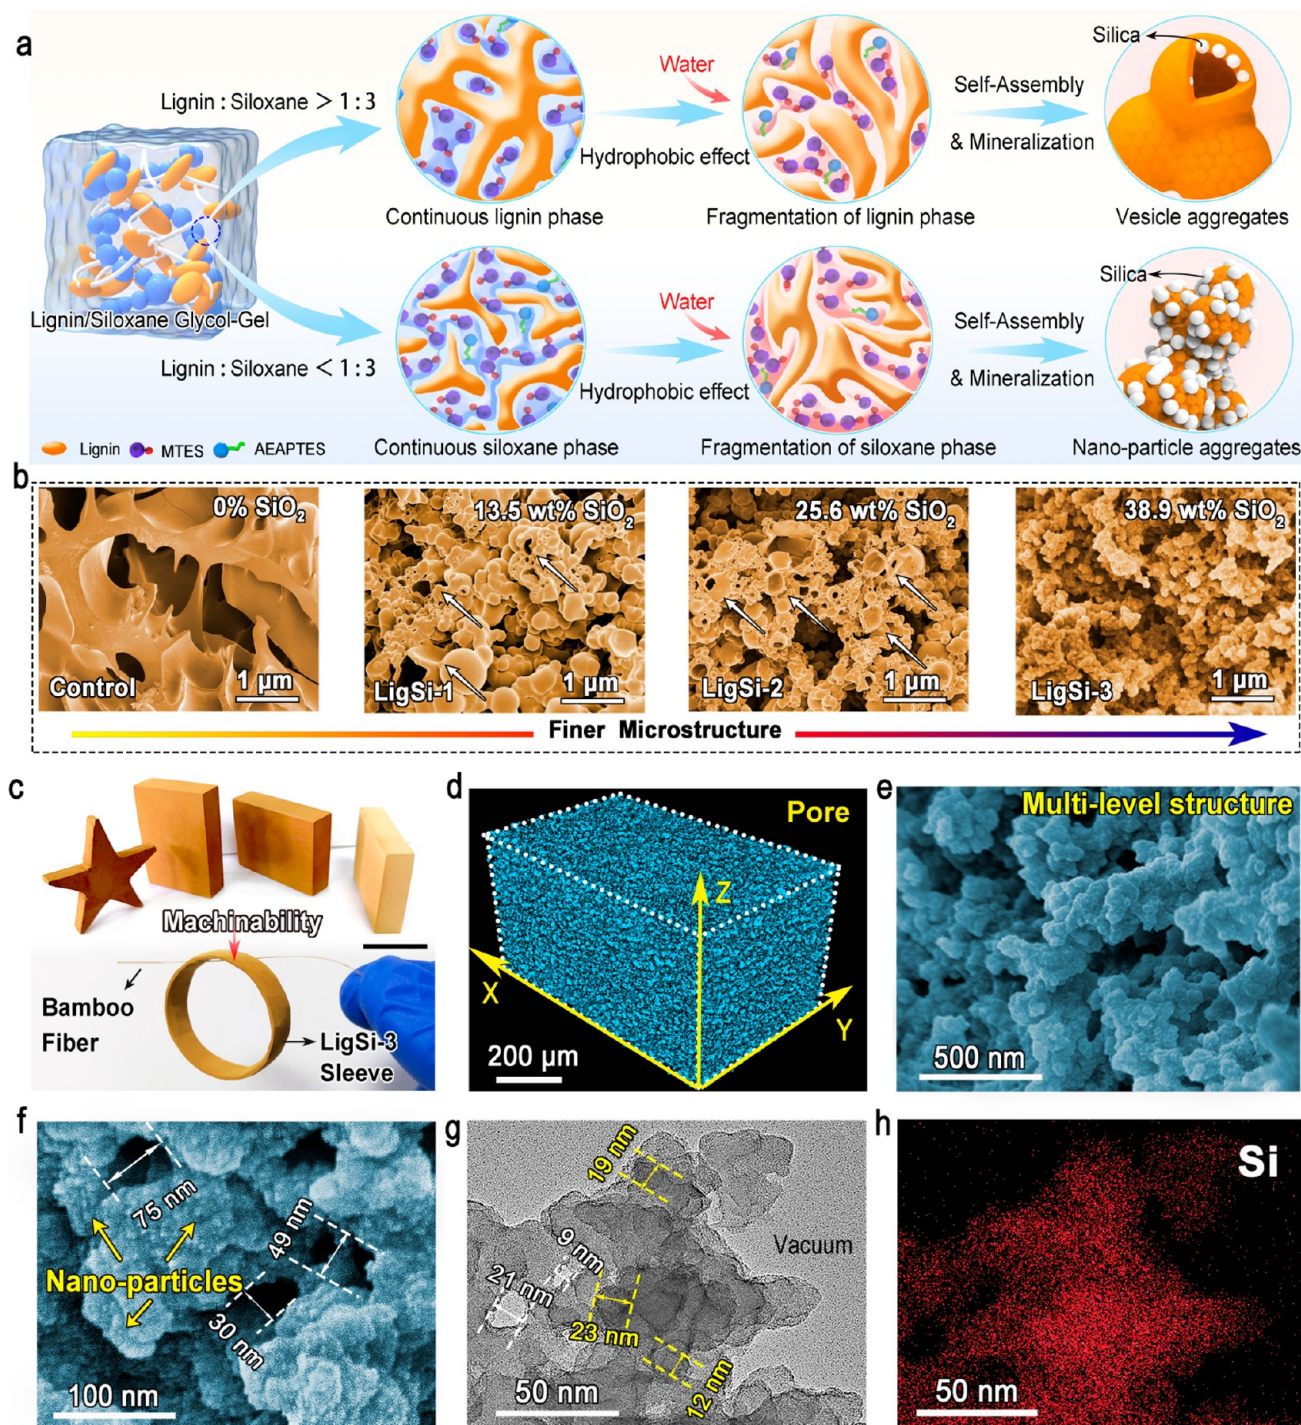 a
Lignin : Siloxane > 1 : 3
Lignin/Siloxane Glycol-Gel
Lignin : Siloxane < 1 : 3
Lignin
MTES
AEAPTES
Continuous lignin phase
Water
Hydrophobic effect
Fragmentation of lignin phase
Self-Assembly
& Mineralization
Silica
Vesicle aggregates
Continuous siloxane phase
Water
Hydrophobic effect
Fragmentation of siloxane phase
Self-Assembly
& Mineralization
Silica
Nano-particle aggregates
b
0% SiO₂
Control
1 μm
13.5 wt% SiO₂
LigSi-1
1 μm
25.6 wt% SiO₂
LigSi-2
1 μm
38.9 wt% SiO₂
LigSi-3
1 μm
Finer Microstructure
c
Machinability
Bamboo
Fiber
LigSi-3
Sleeve
d
Pore
Z
X
Y
200 μm
e
Multi-level structure
500 nm
f
75 nm
49 nm
Nano-particles
30 nm
100 nm
g
19 nm
Vacuum
9 nm
21 nm
23 nm
12 nm
50 nm
h
Si
50 nm